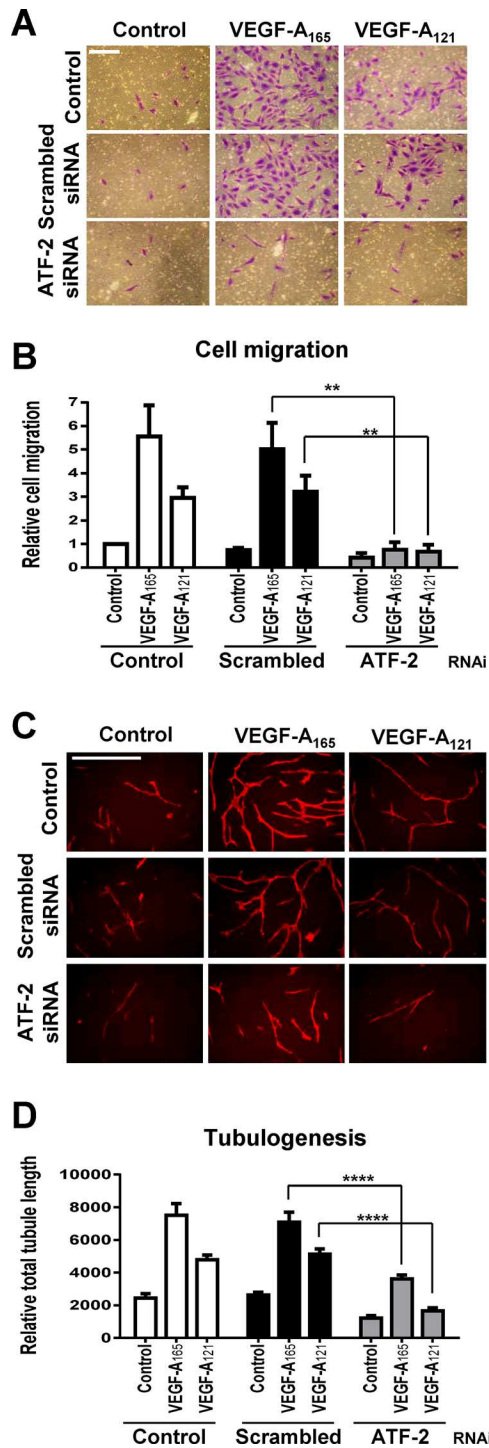 A
Control VEGF-A165 VEGF-A121
Control
Scrambled siRNA
ATF-2 siRNA
B
Cell migration
**
**
Relative cell migration
7
6
5
4
3
2
1
0
Control VEGF-A165 VEGF-A121 Control VEGF-A165 VEGF-A121 Control VEGF-A165 VEGF-A121
Control Scrambled ATF-2 RNAi
C
Control VEGF-A165 VEGF-A121
Control
Scrambled siRNA
ATF-2 siRNA
D
Tubulogenesis
****
****
Relative total tubule length
10000
8000
6000
4000
2000
0
Control VEGF-A165 VEGF-A121 Control VEGF-A165 VEGF-A121 Control VEGF-A165 VEGF-A121
Control Scrambled ATF-2 RNAi